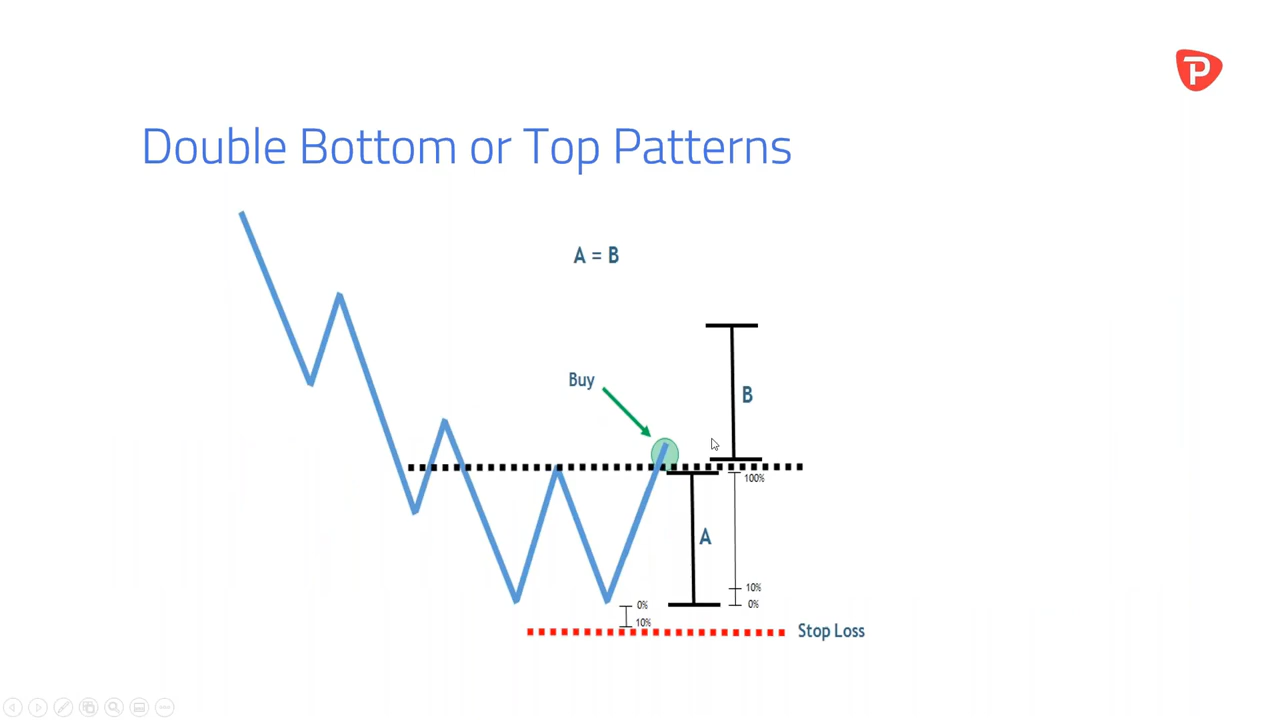 P
Double Bottom or Top Patterns
A = B
Buy
B
100%
A
10%
0%
0%
10%
Stop Loss